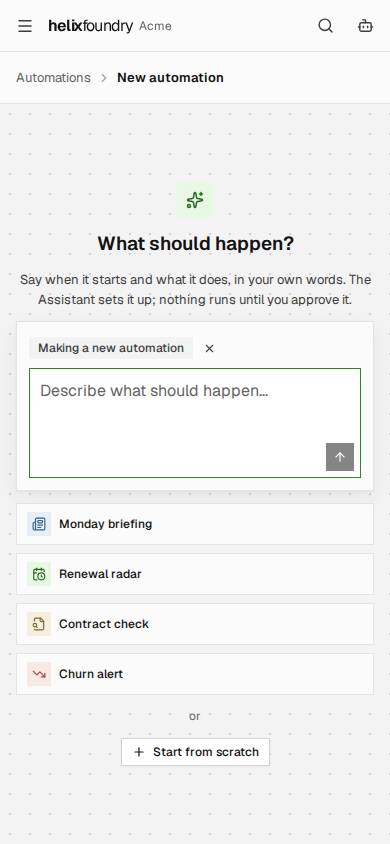 helixfoundry Acme
Automations > New automation
What should happen?
Say when it starts and what it does, in your own words. The
Assistant sets it up; nothing runs until you approve it.
Making a new automation
Describe what should happen...
Monday briefing
Renewal radar
Contract check
Churn alert
or
Start from scratch